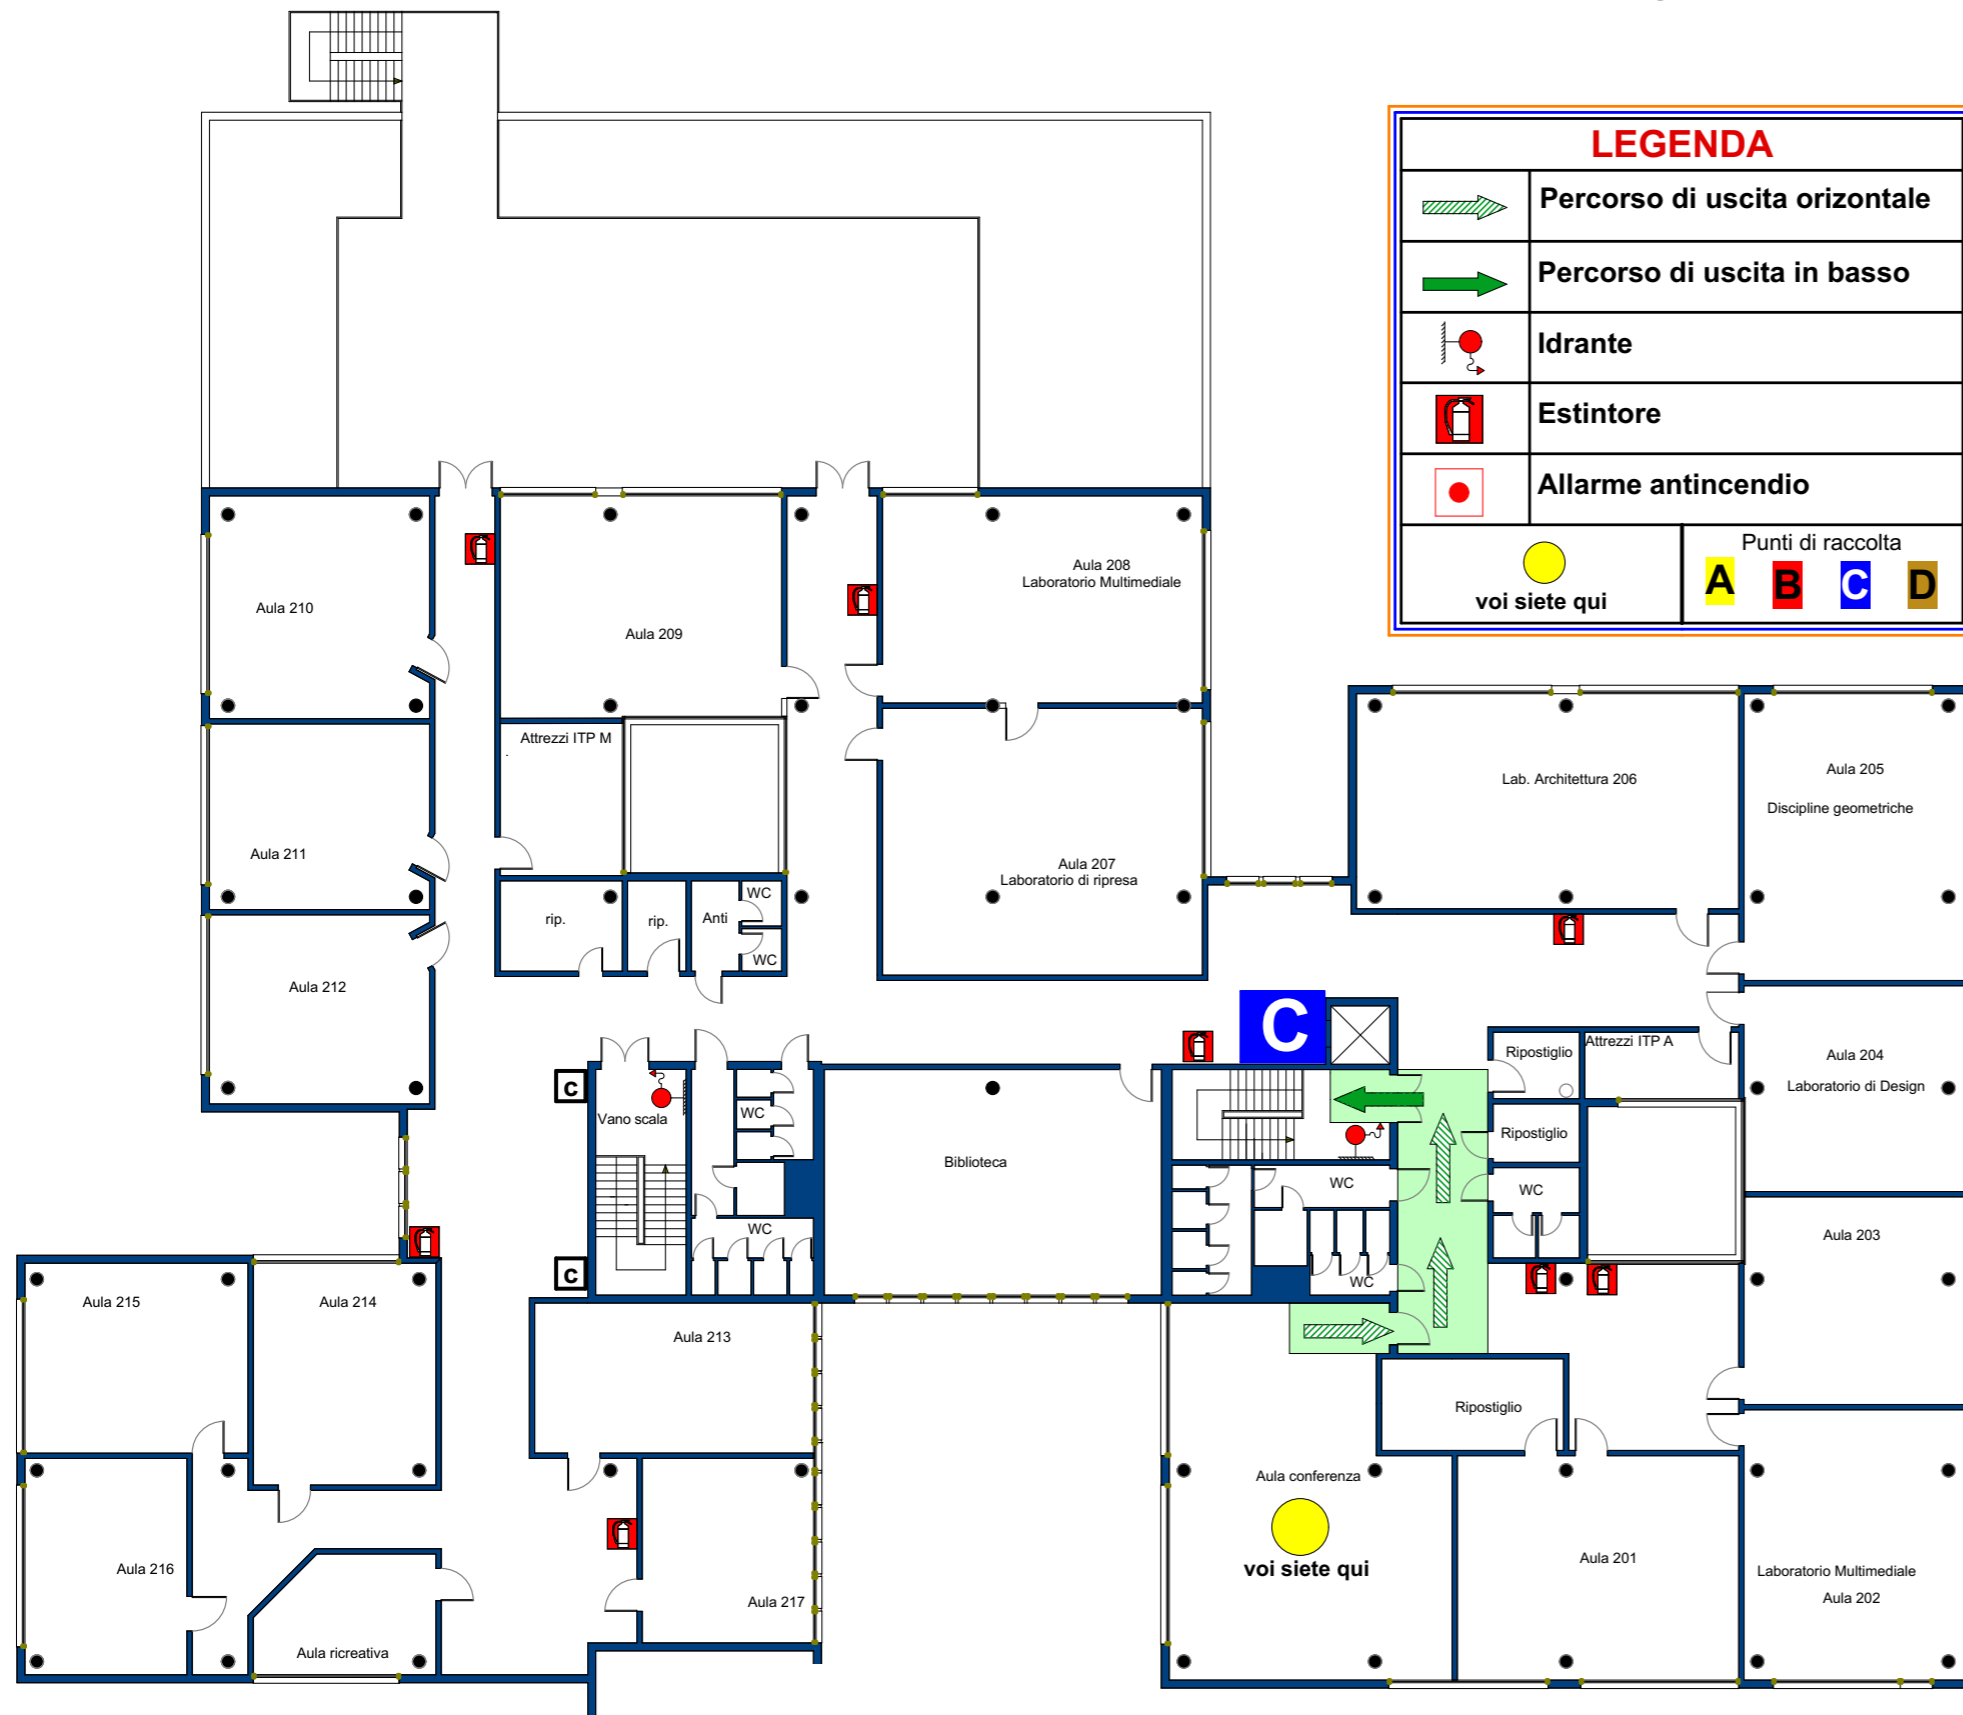 LEGENDA
Percorso di uscita orizontale
Percorso di uscita in basso
Idrante
Estintore
Allarme antincendio
voi siete qui
Punti di raccolta
A B C D
Aula 208
Laboratorio Multimediale
Aula 210
Aula 209
Attrezzi ITP M
Lab. Architettura 206
Aula 205
Discipline geometriche
Aula 211
Aula 207
Laboratorio di ripresa
WC
rip.
rip.
Anti
WC
Aula 212
C
Ripostiglio
Attrezzi ITP A
Aula 204
Laboratorio di Design
c
Vano scala
WC
Ripostiglio
Biblioteca
WC
WC
WC
Aula 203
c
WC
Aula 215
Aula 214
Aula 213
Ripostiglio
Aula conferenza
voi siete qui
Aula 201
Aula 216
Laboratorio Multimediale
Aula 202
Aula 217
Aula ricreativa